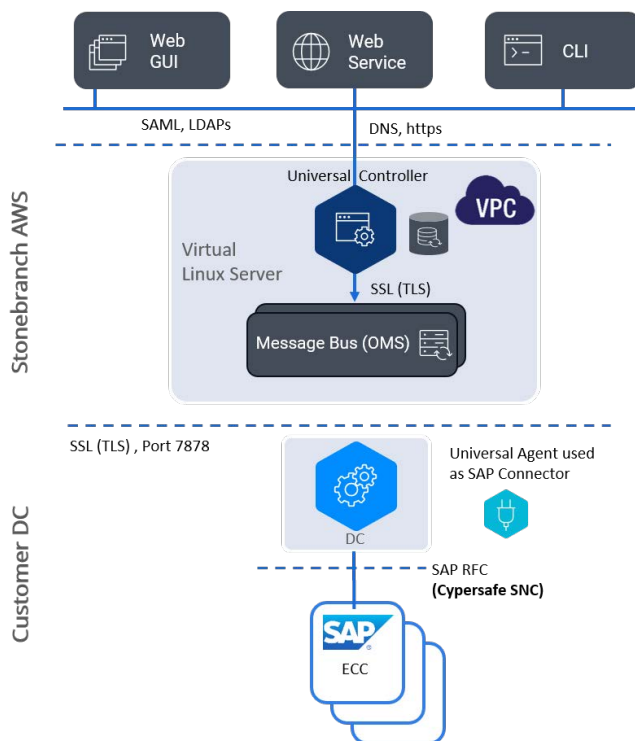 Web
GUI
Web
Service
CLI
SAML, LDAPs
DNS, https
Stonebranch AWS
Universal Controller
VPC
Virtual
Linux Server
SSL (TLS)
Message Bus (OMS)
SSL (TLS) , Port 7878
Customer DC
Universal Agent used
as SAP Connector
DC
SAP RFC
(Cypersafe SNC)
SAP
®
ECC